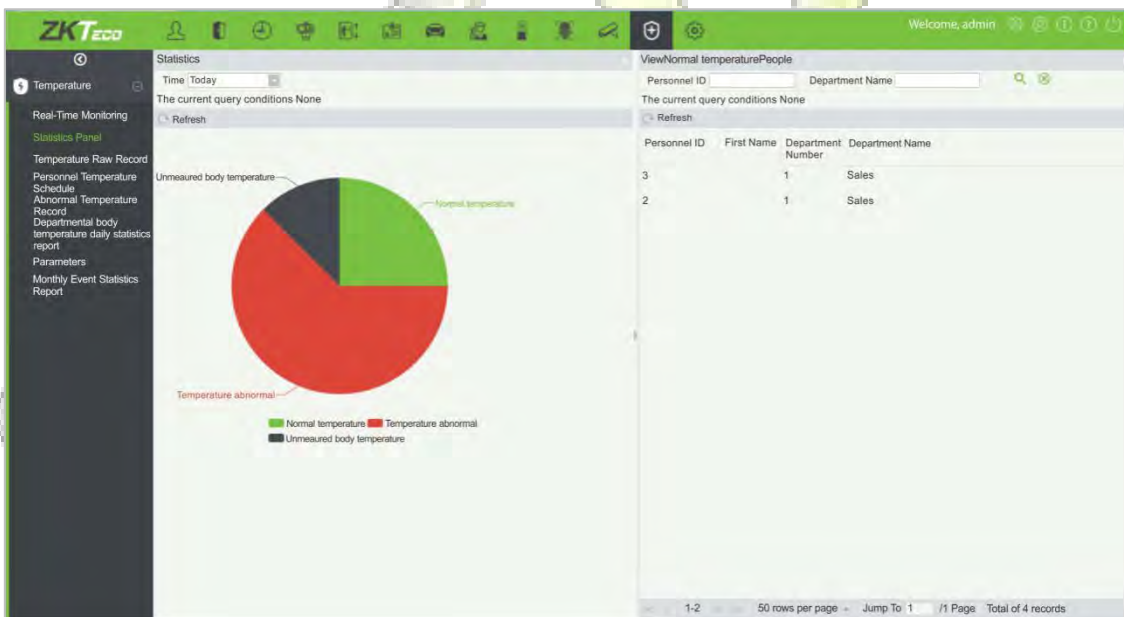 ZKTECO
Welcome, admin
Temperature
Real-Time Monitoring
Statistics Panel
Temperature Raw Record
Personnel Temperature
Schedule
Abnormal Temperature
Record
Departmental body
temperature daily statistics
report
Parameters
Monthly Event Statistics
Report
Statistics
Time Today
The current query conditions None
Refresh
Unmeaured body temperature
Normal temperature
Temperature abnormal
Normal temperature Temperature abnormal
Unmeaured body temperature
ViewNormal temperaturePeople
Personnel ID Department Name
The current query conditions None
Refresh
Personnel ID First Name Department Number Department Name
3 1 Sales
2 1 Sales
1-2 50 rows per page Jump To 1 /1 Page Total of 4 records